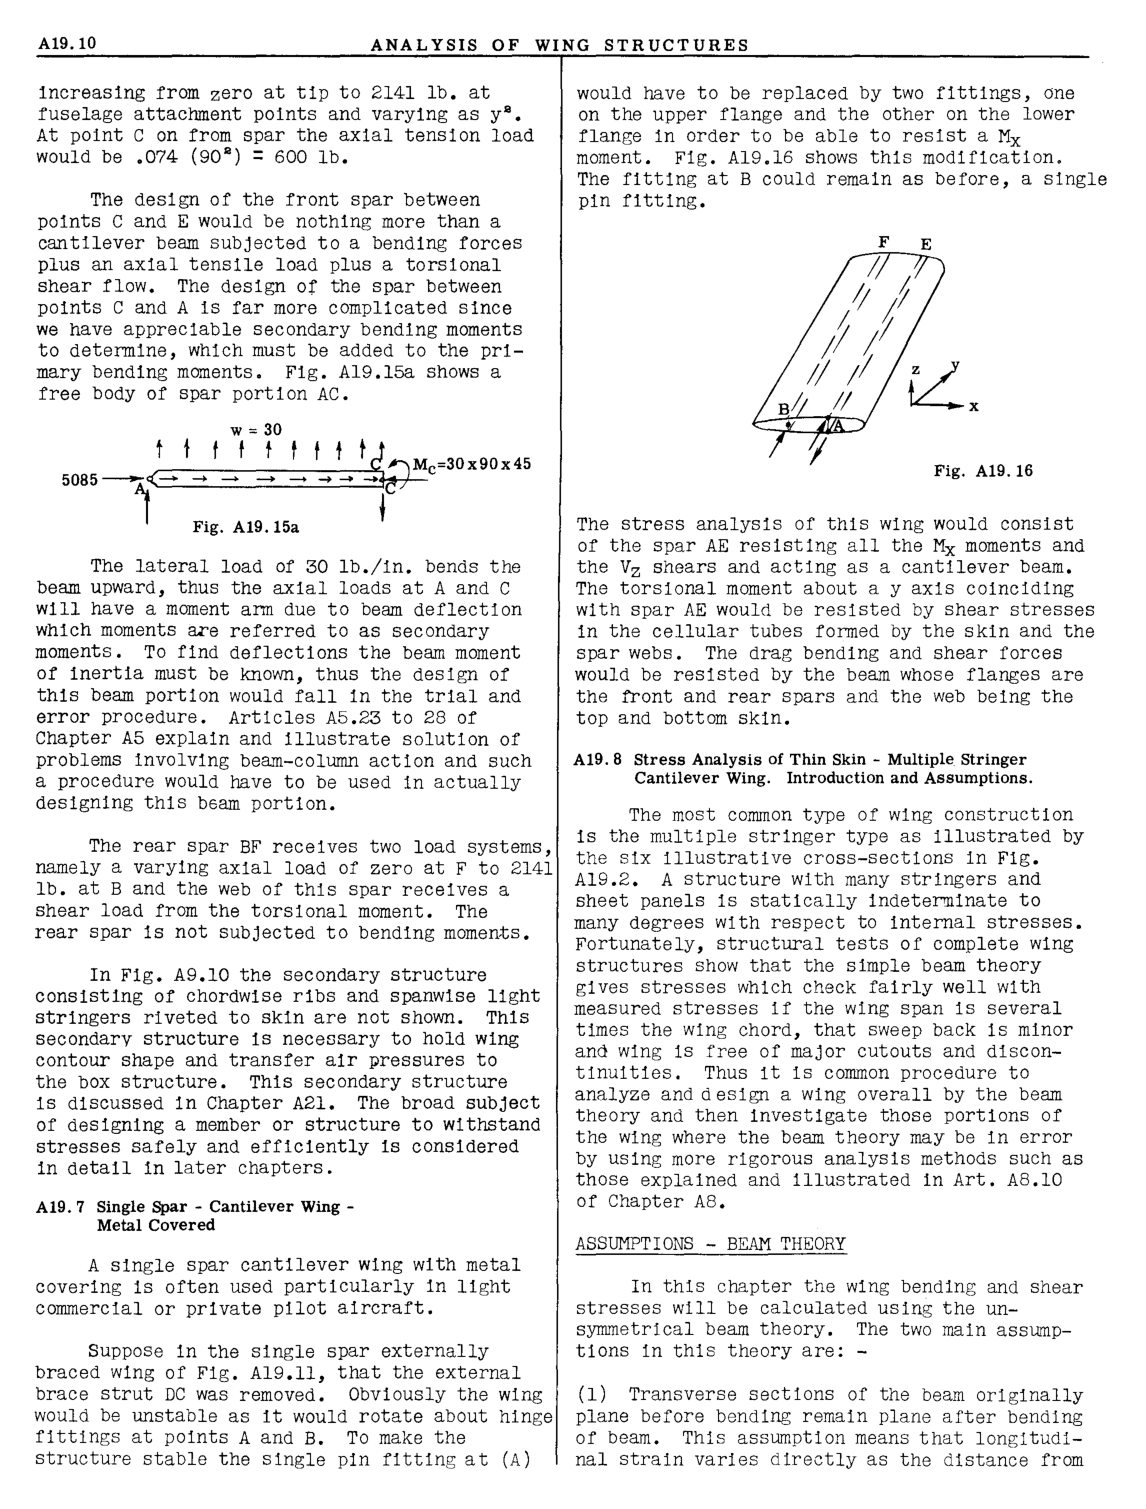 A19.10
ANALYSIS OF WING STRUCTURES
increasing from zero at tip to 2141 lb. at
fuselage attachment points and varying as y².
At point C on from spar the axial tension load
would be .074 (90²) = 600 lb.
The design of the front spar between
points C and E would be nothing more than a
cantilever beam subjected to a bending forces
plus an axial tensile load plus a torsional
shear flow. The design of the spar between
points C and A is far more complicated since
we have appreciable secondary bending moments
to determine, which must be added to the pri-
mary bending moments. Fig. A19.15a shows a
free body of spar portion AC.
w = 30
C
Mc=30x90x45
5085
A
C
Fig. A19.15a
The lateral load of 30 lb./in. bends the
beam upward, thus the axial loads at A and C
will have a moment arm due to beam deflection
which moments are referred to as secondary
moments. To find deflections the beam moment
of inertia must be known, thus the design of
this beam portion would fall in the trial and
error procedure. Articles A5.23 to 28 of
Chapter A5 explain and illustrate solution of
problems involving beam-column action and such
a procedure would have to be used in actually
designing this beam portion.
The rear spar BF receives two load systems,
namely a varying axial load of zero at F to 2141
lb. at B and the web of this spar receives a
shear load from the torsional moment. The
rear spar is not subjected to bending moments.
In Fig. A9.10 the secondary structure
consisting of chordwise ribs and spanwise light
stringers riveted to skin are not shown. This
secondary structure is necessary to hold wing
contour shape and transfer air pressures to
the box structure. This secondary structure
is discussed in Chapter A21. The broad subject
of designing a member or structure to withstand
stresses safely and efficiently is considered
in detail in later chapters.
A19.7 Single Spar - Cantilever Wing -
Metal Covered
A single spar cantilever wing with metal
covering is often used particularly in light
commercial or private pilot aircraft.
Suppose in the single spar externally
braced wing of Fig. A19.11, that the external
brace strut DC was removed. Obviously the wing
would be unstable as it would rotate about hinge
fittings at points A and B. To make the
structure stable the single pin fitting at (A)
would have to be replaced by two fittings, one
on the upper flange and the other on the lower
flange in order to be able to resist a Mx
moment. Fig. A19.16 shows this modification.
The fitting at B could remain as before, a single
pin fitting.
F E
z
y
x
B
A
Fig. A19.16
The stress analysis of this wing would consist
of the spar AE resisting all the Mx moments and
the Vz shears and acting as a cantilever beam.
The torsional moment about a y axis coinciding
with spar AE would be resisted by shear stresses
in the cellular tubes formed by the skin and the
spar webs. The drag bending and shear forces
would be resisted by the beam whose flanges are
the front and rear spars and the web being the
top and bottom skin.
A19.8 Stress Analysis of Thin Skin - Multiple Stringer
Cantilever Wing. Introduction and Assumptions.
The most common type of wing construction
is the multiple stringer type as illustrated by
the six illustrative cross-sections in Fig.
A19.2. A structure with many stringers and
sheet panels is statically indeterminate to
many degrees with respect to internal stresses.
Fortunately, structural tests of complete wing
structures show that the simple beam theory
gives stresses which check fairly well with
measured stresses if the wing span is several
times the wing chord, that sweep back is minor
and wing is free of major cutouts and discon-
tinuities. Thus it is common procedure to
analyze and design a wing overall by the beam
theory and then investigate those portions of
the wing where the beam theory may be in error
by using more rigorous analysis methods such as
those explained and illustrated in Art. A8.10
of Chapter A8.
ASSUMPTIONS - BEAM THEORY
In this chapter the wing bending and shear
stresses will be calculated using the un-
symmetrical beam theory. The two main assump-
tions in this theory are: -
(1) Transverse sections of the beam originally
plane before bending remain plane after bending
of beam. This assumption means that longitudi-
nal strain varies directly as the distance from